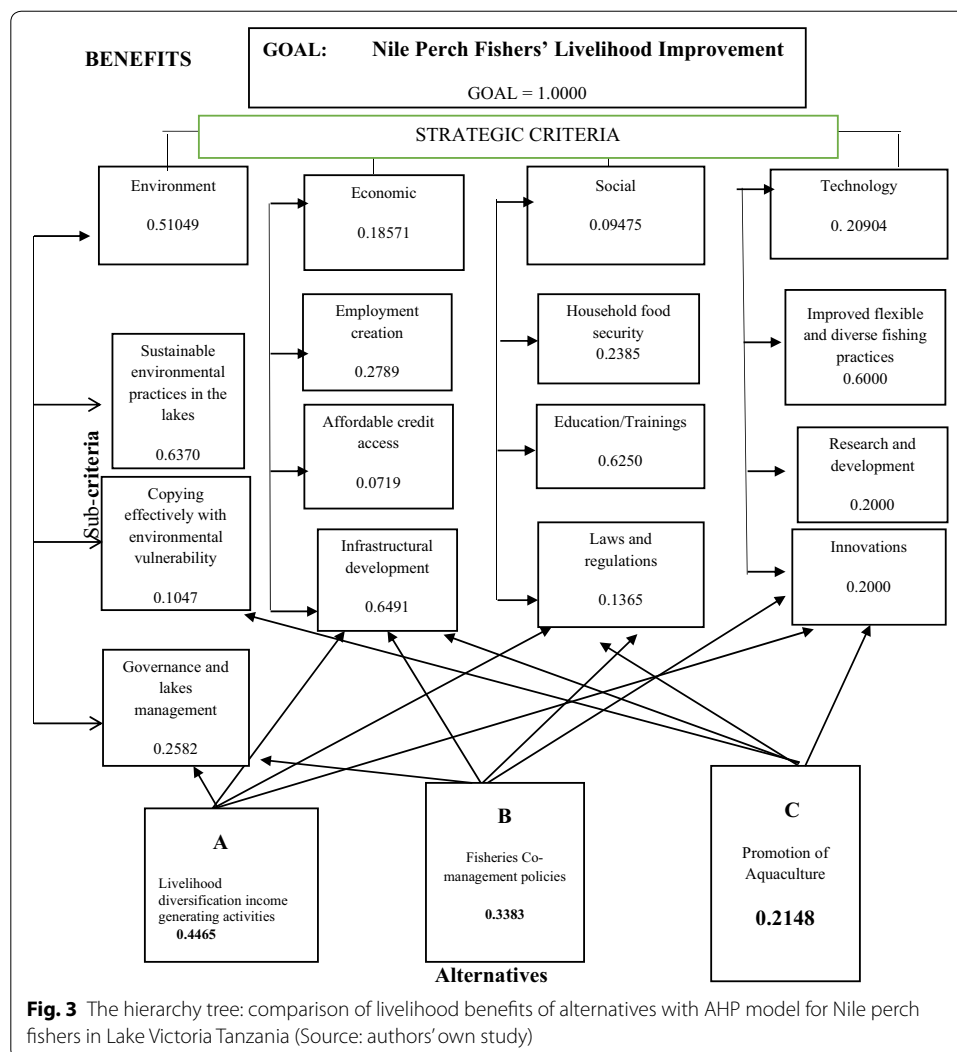 BENEFITS
GOAL: Nile Perch Fishers' Livelihood Improvement
GOAL = 1.0000
STRATEGIC CRITERIA
Environment
0.51049
Economic
0.18571
Social
0.09475
Technology
0. 20904
Sub-criteria
Sustainable
environmental
practices in the
lakes
0.6370
Copying
effectively with
environmental
vulnerability
0.1047
Governance and
lakes
management
0.2582
Employment
creation
0.2789
Affordable credit
access
0.0719
Infrastructural
development
0.6491
Household food
security
0.2385
Education/Trainings
0.6250
Laws and
regulations
0.1365
Improved flexible
and diverse fishing
practices
0.6000
Research and
development
0.2000
Innovations
0.2000
A
Livelihood
diversification income
generating activities
0.4465
B
Fisheries Co-
management policies
0.3383
C
Promotion of
Aquaculture
0.2148
Alternatives
Fig. 3 The hierarchy tree: comparison of livelihood benefits of alternatives with AHP model for Nile perch
fishers in Lake Victoria Tanzania (Source: authors' own study)